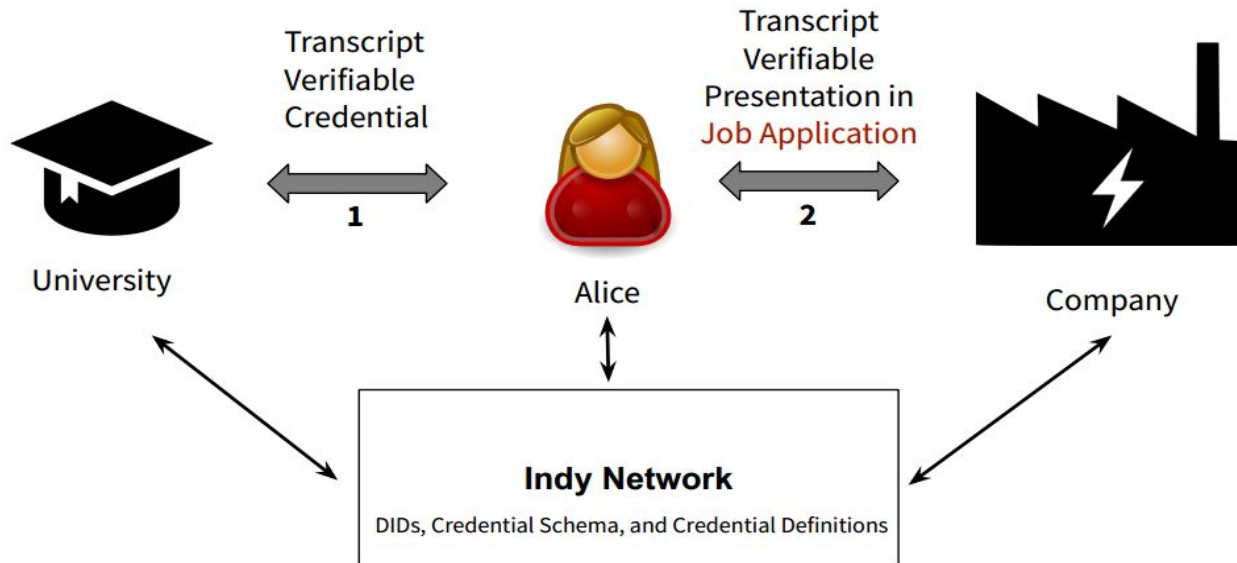 Transcript
Verifiable
Credential
1
University
Transcript
Verifiable
Presentation in
Job Application
2
Alice
Company
Indy Network
DIDs, Credential Schema, and Credential Definitions